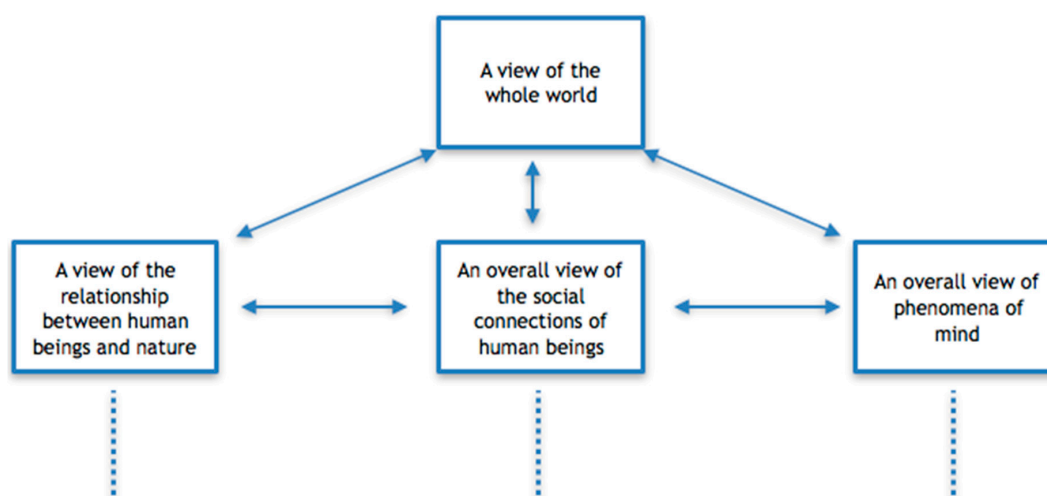 A view of the
whole world
A view of the
relationship
between human
beings and nature
An overall view of
the social
connections of
human beings
An overall view of
phenomena of
mind